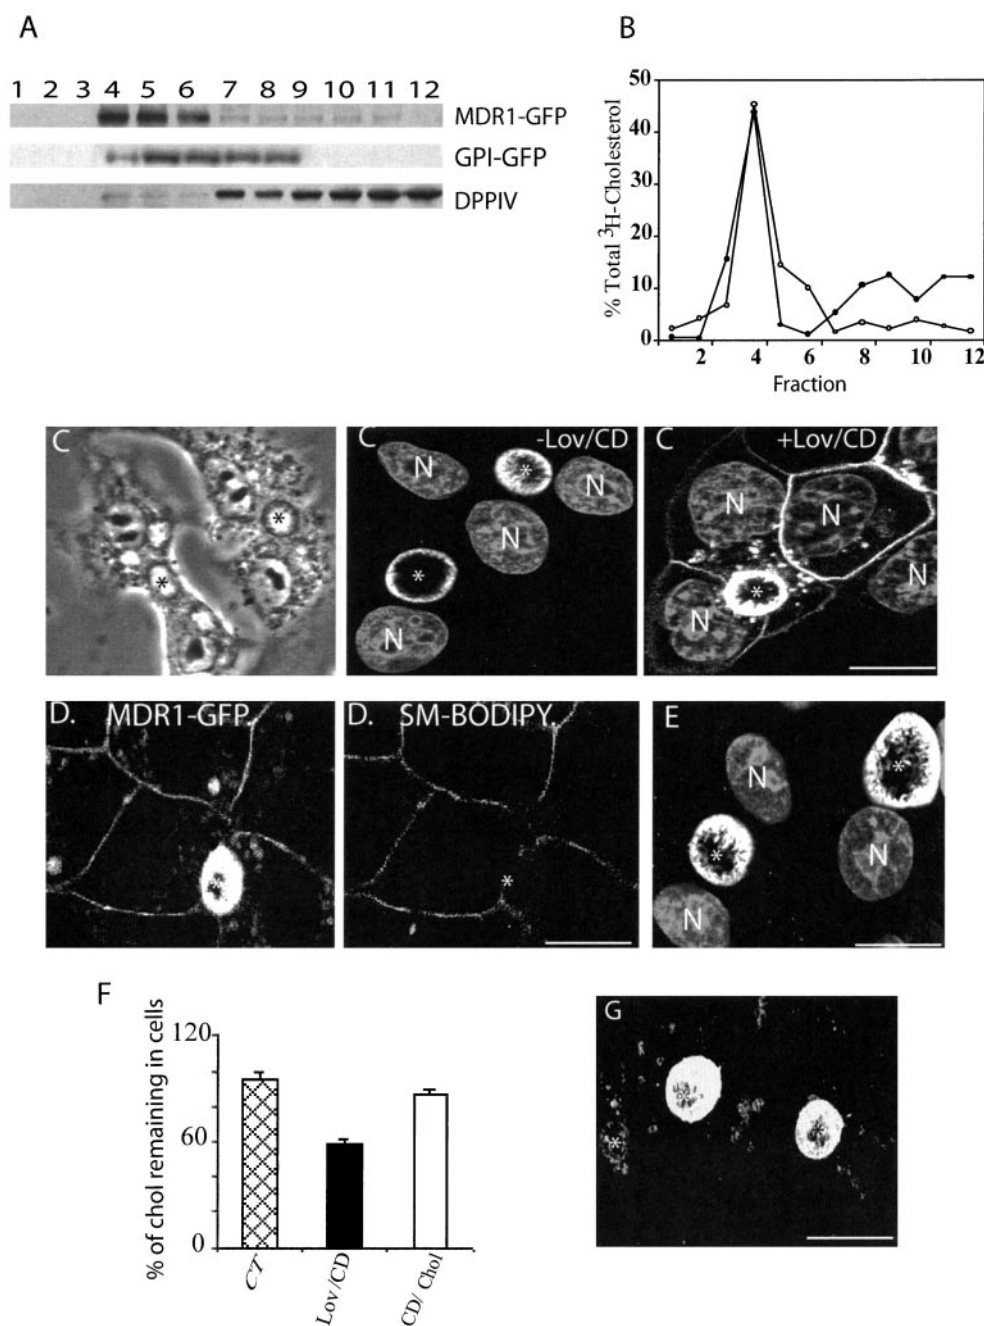 A
1 2 3 4 5 6 7 8 9 10 11 12
MDR1-GFP
GPI-GFP
DPPIV
B
50
40
30
20
10
0
% Total ³H-Cholesterol
2 4 6 8 10 12
Fraction
C
*
*
C
-Lov/CD
N
*
N
N
*
N
C
+Lov/CD
N
N
*
N
N
D. MDR1-GFP.
*
D. SM-BODIPY.
*
E
N
*
*
N
N
F
120
60
0
% of chol remaining in cells
CT
Lov/CD
CD/ Chol
G
*
*
*